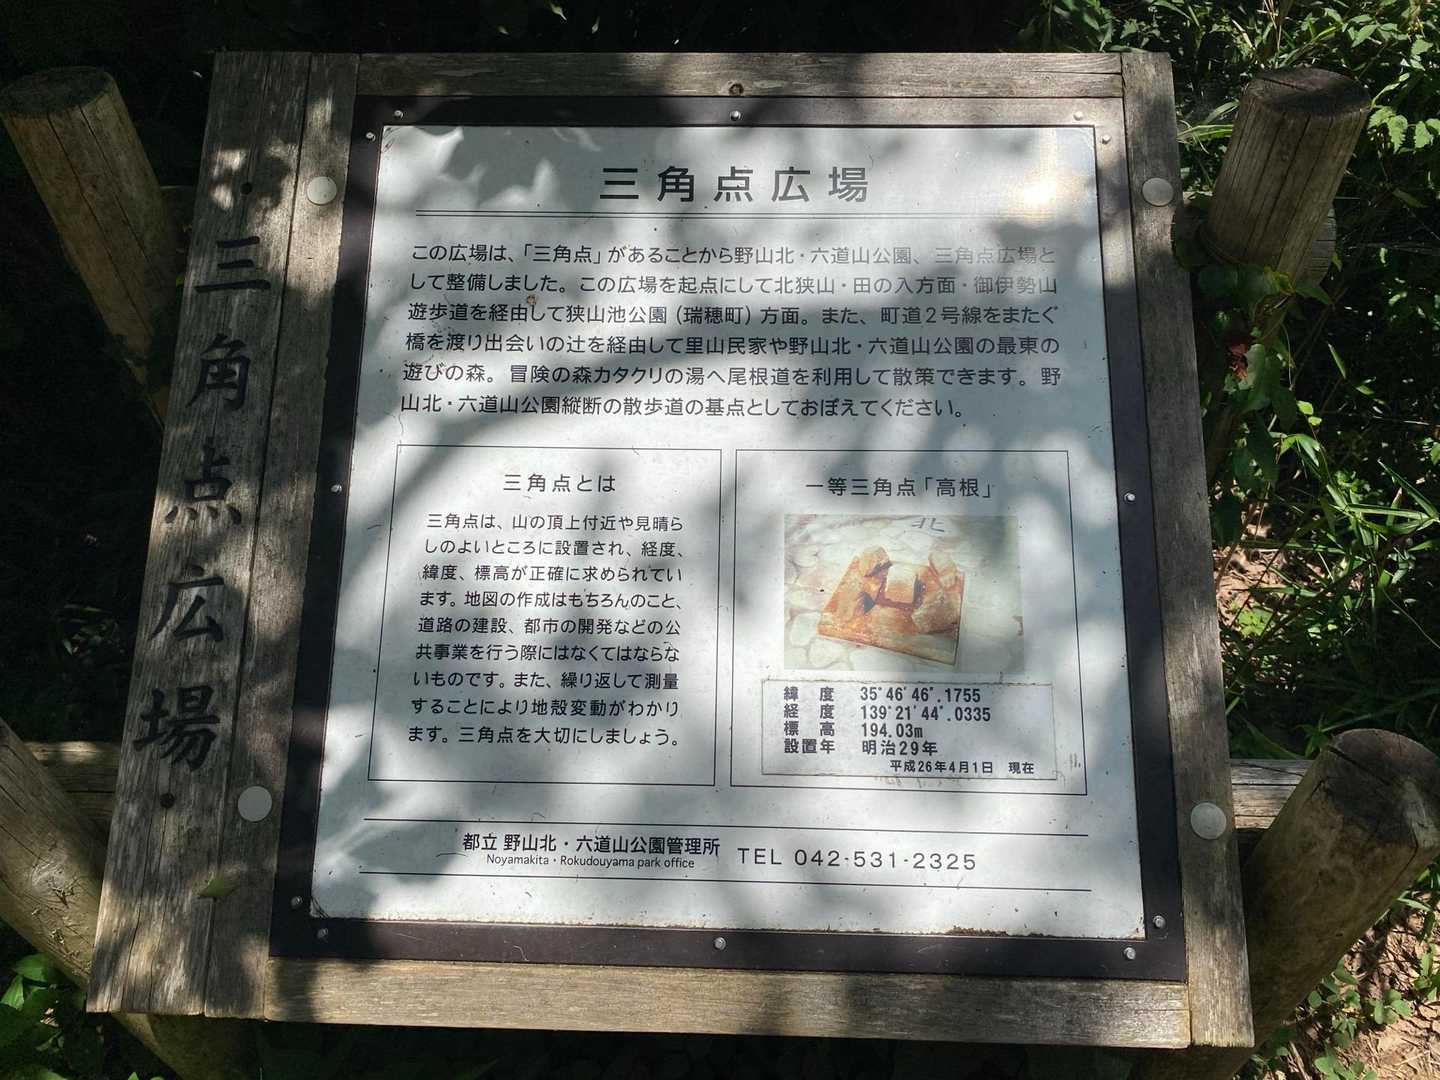 三角点広場
三角点広場
この広場は、「三角点」があることから野山北・六道山公園、三角点広場と
して整備しました。この広場を起点にして北狭山・田の入方面・御伊勢山
遊歩道を経由して狭山池公園(瑞穂町)方面。また、町道2号線をまたぐ
橋を渡り出会いの辻を経由して里山民家や野山北・六道山公園の最東の
遊びの森。冒険の森カタクリの湯へ尾根道を利用して散策できます。野
山北・六道山公園縦断の散歩道の基点としておぼえてください。
三角点とは
三角点は、山の頂上付近や見晴ら
しのよいところに設置され、経度、
緯度、標高が正確に求められてい
ます。地図の作成はもちろんのこと、
道路の建設、都市の開発などの公
共事業を行う際にはなくてはならな
いものです。また、繰り返して測量
することにより地殻変動がわかり
ます。三角点を大切にしましょう。
一等三角点「高根」
北
緯 度 35°46′46″.1755
経 度 139°21′44″.0335
標 高 194.03m
設置年 明治29年
平成26年4月1日 現在
都立 野山北・六道山公園管理所 TEL 042-531-2325
Noyamakita・Rokudouyama park office